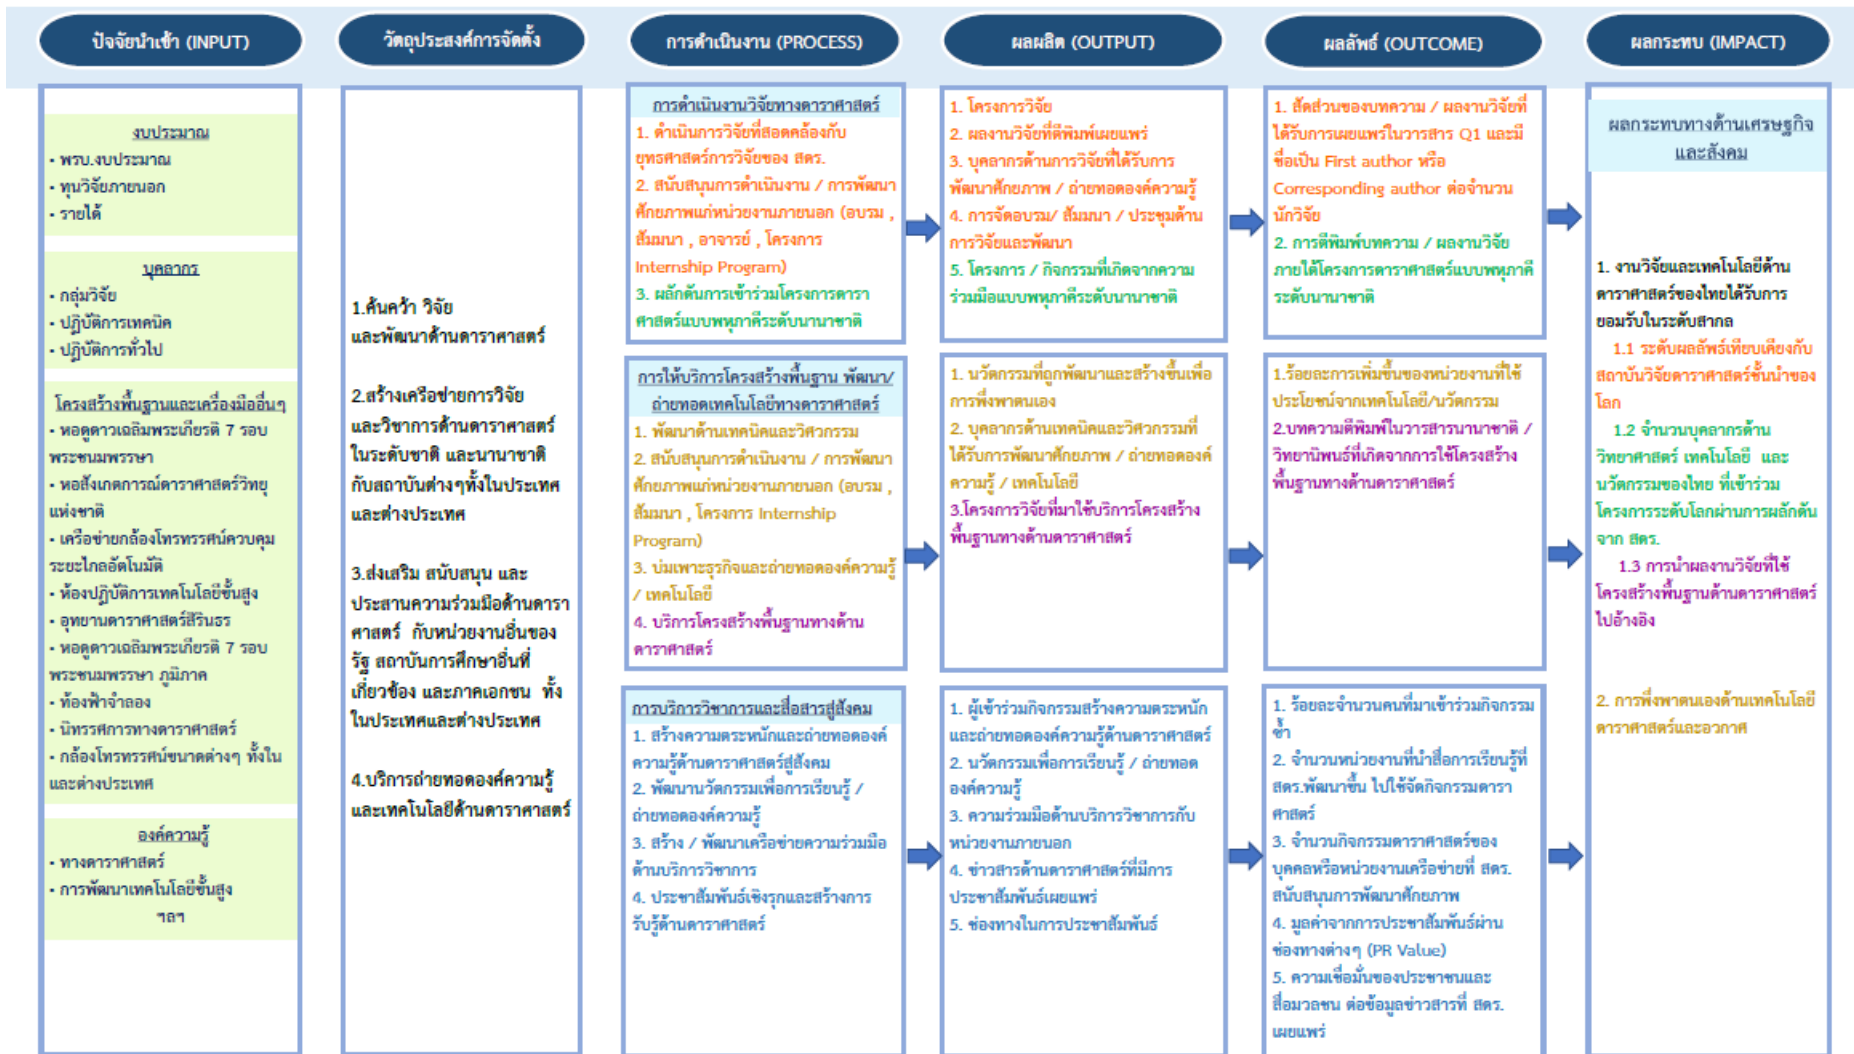 ปัจจัยนำเข้า (INPUT)
วัตถุประสงค์การจัดตั้ง
การดำเนินงาน (PROCESS)
ผลผลิต (OUTPUT)
ผลลัพธ์ (OUTCOME)
ผลกระทบ (IMPACT)
งบประมาณ
• พรบ.งบประมาณ
• ทุนวิจัยภายนอก
• รายได้
บุคลากร
• กลุ่มวิจัย
• ปฏิบัติการเทคนิค
• ปฏิบัติการทั่วไป
โครงสร้างพื้นฐานและเครื่องมืออื่นๆ
• หอดูดาวเฉลิมพระเกียรติ 7 รอบ
พระชนมพรรษา
• หอสังเกตการณ์ดาราศาสตร์วิทยุ
แห่งชาติ
• เครือข่ายกล้องโทรทรรศน์ควบคุม
ระยะไกลอัตโนมัติ
• ห้องปฏิบัติการเทคโนโลยีขั้นสูง
• อุทยานดาราศาสตร์สิรินธร
• หอดูดาวเฉลิมพระเกียรติ 7 รอบ
พระชนมพรรษา ภูมิภาค
• ท้องฟ้าจำลอง
• นิทรรศการทางดาราศาสตร์
• กล้องโทรทรรศน์ขนาดต่างๆ ทั้งใน
และต่างประเทศ
องค์ความรู้
• ทางดาราศาสตร์
• การพัฒนาเทคโนโลยีขั้นสูง
ฯลฯ
1.ค้นคว้า วิจัย
และพัฒนาด้านดาราศาสตร์
2.สร้างเครือข่ายการวิจัย
และวิชาการด้านดาราศาสตร์
ในระดับชาติ และนานาชาติ
กับสถาบันต่างๆทั้งในประเทศ
และต่างประเทศ
3.ส่งเสริม สนับสนุน และ
ประสานความร่วมมือด้านดารา
ศาสตร์ กับหน่วยงานอื่นของ
รัฐ สถาบันการศึกษาอื่นที่
เกี่ยวข้อง และภาคเอกชน ทั้ง
ในประเทศและต่างประเทศ
4.บริการถ่ายทอดองค์ความรู้
และเทคโนโลยีด้านดาราศาสตร์
การดำเนินงานวิจัยทางดาราศาสตร์
1. ดำเนินการวิจัยที่สอดคล้องกับ
ยุทธศาสตร์การวิจัยของ สดร.
2. สนับสนุนการดำเนินงาน / การพัฒนา
ศักยภาพแก่หน่วยงานภายนอก (อบรม ,
สัมมนา , อาจารย์ , โครงการ
Internship Program)
3. ผลักดันการเข้าร่วมโครงการดารา
ศาสตร์แบบพหุภาคีระดับนานาชาติ
การให้บริการโครงสร้างพื้นฐาน พัฒนา/
ถ่ายทอดเทคโนโลยีทางดาราศาสตร์
1. พัฒนาด้านเทคนิคและวิศวกรรม
2. สนับสนุนการดำเนินงาน / การพัฒนา
ศักยภาพแก่หน่วยงานภายนอก (อบรม ,
สัมมนา , โครงการ Internship
Program)
3. บ่มเพาะธุรกิจและถ่ายทอดองค์ความรู้
/ เทคโนโลยี
4. บริการโครงสร้างพื้นฐานทางด้าน
ดาราศาสตร์
การบริการวิชาการและสื่อสารสู่สังคม
1. สร้างความตระหนักและถ่ายทอดองค์
ความรู้ด้านดาราศาสตร์สู่สังคม
2. พัฒนานวัตกรรมเพื่อการเรียนรู้ /
ถ่ายทอดองค์ความรู้
3. สร้าง / พัฒนาเครือข่ายความร่วมมือ
ด้านบริการวิชาการ
4. ประชาสัมพันธ์เชิงรุกและสร้างการ
รับรู้ด้านดาราศาสตร์
1. โครงการวิจัย
2. ผลงานวิจัยที่ตีพิมพ์เผยแพร่
3. บุคลากรด้านการวิจัยที่ได้รับการ
พัฒนาศักยภาพ / ถ่ายทอดองค์ความรู้
4. การจัดอบรม/ สัมมนา / ประชุมด้าน
การวิจัยและพัฒนา
5. โครงการ / กิจกรรมที่เกิดจากความ
ร่วมมือแบบพหุภาคีระดับนานาชาติ
1. นวัตกรรมที่ถูกพัฒนาและสร้างขึ้นเพื่อ
การพึ่งพาตนเอง
2. บุคลากรด้านเทคนิคและวิศวกรรมที่
ได้รับการพัฒนาศักยภาพ / ถ่ายทอดองค์
ความรู้ / เทคโนโลยี
3.โครงการวิจัยที่มาใช้บริการโครงสร้าง
พื้นฐานทางด้านดาราศาสตร์
1. ผู้เข้าร่วมกิจกรรมสร้างความตระหนัก
และถ่ายทอดองค์ความรู้ด้านดาราศาสตร์
2. นวัตกรรมเพื่อการเรียนรู้ / ถ่ายทอด
องค์ความรู้
3. ความร่วมมือด้านบริการวิชาการกับ
หน่วยงานภายนอก
4. ข่าวสารด้านดาราศาสตร์ที่มีการ
ประชาสัมพันธ์เผยแพร่
5. ช่องทางในการประชาสัมพันธ์
1. สัดส่วนของบทความ / ผลงานวิจัยที่
ได้รับการเผยแพร่ในวารสาร Q1 และมี
ชื่อเป็น First author หรือ
Corresponding author ต่อจำนวน
นักวิจัย
2. การตีพิมพ์บทความ / ผลงานวิจัย
ภายใต้โครงการดาราศาสตร์แบบพหุภาคี
ระดับนานาชาติ
1.ร้อยละการเพิ่มขึ้นของหน่วยงานที่ใช้
ประโยชน์จากเทคโนโลยี/นวัตกรรม
2.บทความตีพิมพ์ในวารสารนานาชาติ /
วิทยานิพนธ์ที่เกิดจากการใช้โครงสร้าง
พื้นฐานทางด้านดาราศาสตร์
1. ร้อยละจำนวนคนที่มาเข้าร่วมกิจกรรม
ซ้ำ
2. จำนวนหน่วยงานที่นำสื่อการเรียนรู้ที่
สดร.พัฒนาขึ้น ไปใช้จัดกิจกรรมดารา
ศาสตร์
3. จำนวนกิจกรรมดาราศาสตร์ของ
บุคคลหรือหน่วยงานเครือข่ายที่ สดร.
สนับสนุนการพัฒนาศักยภาพ
4. มูลค่าจากการประชาสัมพันธ์ผ่าน
ช่องทางต่างๆ (PR Value)
5. ความเชื่อมั่นของประชาชนและ
สื่อมวลชน ต่อข้อมูลข่าวสารที่ สดร.
เผยแพร่
ผลกระทบทางด้านเศรษฐกิจ
และสังคม
1. งานวิจัยและเทคโนโลยีด้าน
ดาราศาสตร์ของไทยได้รับการ
ยอมรับในระดับสากล
1.1 ระดับผลลัพธ์เทียบเคียงกับ
สถาบันวิจัยดาราศาสตร์ชั้นนำของ
โลก
1.2 จำนวนบุคลากรด้าน
วิทยาศาสตร์ เทคโนโลยี และ
นวัตกรรมของไทย ที่เข้าร่วม
โครงการระดับโลกผ่านการผลักดัน
จาก สดร.
1.3 การนำผลงานวิจัยที่ใช้
โครงสร้างพื้นฐานด้านดาราศาสตร์
ไปอ้างอิง
2. การพึ่งพาตนเองด้านเทคโนโลยี
ดาราศาสตร์และอวกาศ